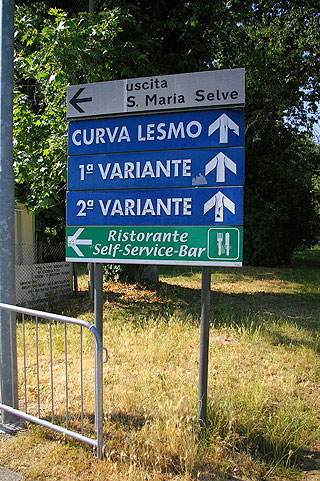 uscita
S. Maria Selve
CURVA LESMO
1ª VARIANTE
2ª VARIANTE
Ristorante
Self-Service-Bar